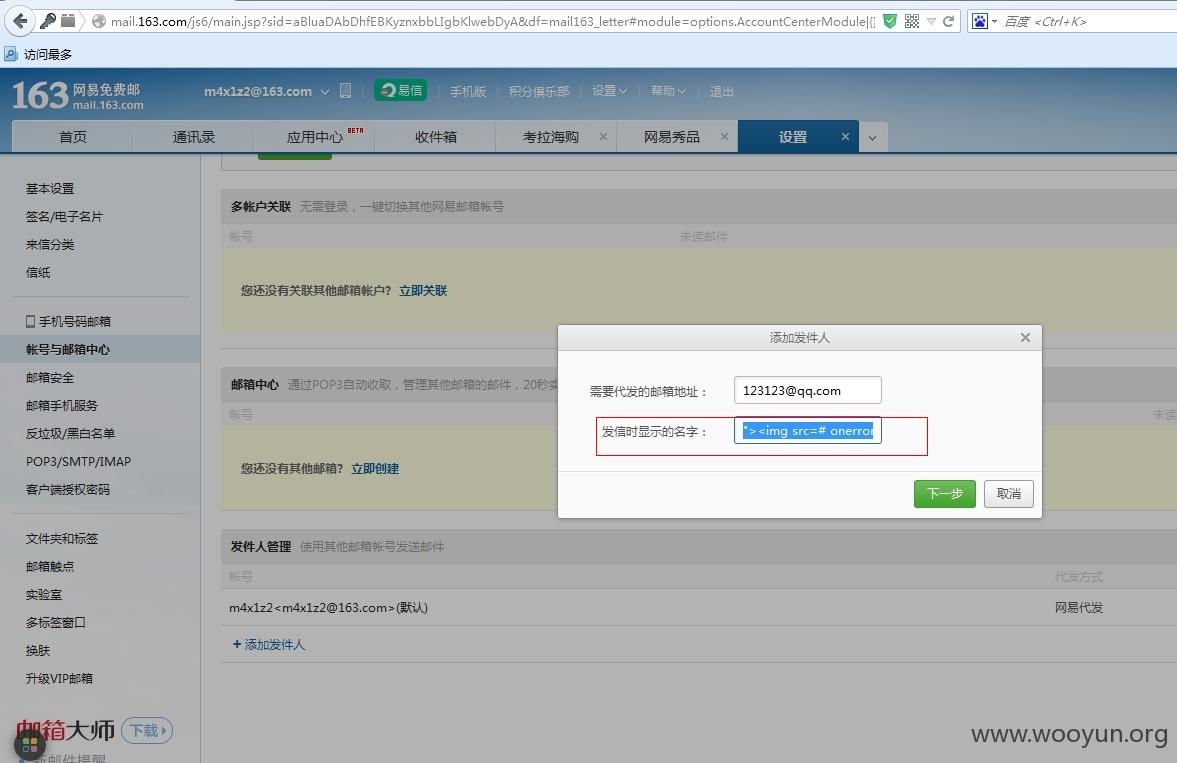 mail.163.com/js6/main.jsp?sid=aBluaDAbDhfEBKyznxbbLIgbKlwebDyA&df=mail163_letter#module=options.AccountCenterModule|{}
百度 <Ctrl+K>
访问最多
163 网易免费邮
mail.163.com
m4x1z2@163.com
易信
手机版
积分俱乐部
设置
帮助
退出
首页
通讯录
应用中心 BETA
收件箱
考拉海购
网易秀品
设置
基本设置
签名/电子名片
来信分类
信纸
手机号码邮箱
帐号与邮箱中心
邮箱安全
邮箱手机服务
反垃圾/黑白名单
POP3/SMTP/IMAP
客户端授权密码
文件夹和标签
邮箱触点
实验室
多标签窗口
换肤
升级VIP邮箱
邮箱大师 下载
新邮件提醒
多帐户关联 无需登录，一键切换其他网易邮箱帐号
帐号 未读邮件
您还没有关联其他邮箱帐户？ 立即关联
邮箱中心 通过POP3自动收取，管理其他邮箱的邮件，20秒实
帐号 未读
您还没有其他邮箱？ 立即创建
发件人管理 使用其他邮箱帐号发送邮件
帐号 代发方式
m4x1z2<m4x1z2@163.com>(默认) 网易代发
+ 添加发件人
添加发件人
需要代发的邮箱地址： 123123@qq.com
发信时显示的名字： "><img src=# onerror
下一步 取消
www.wooyun.org